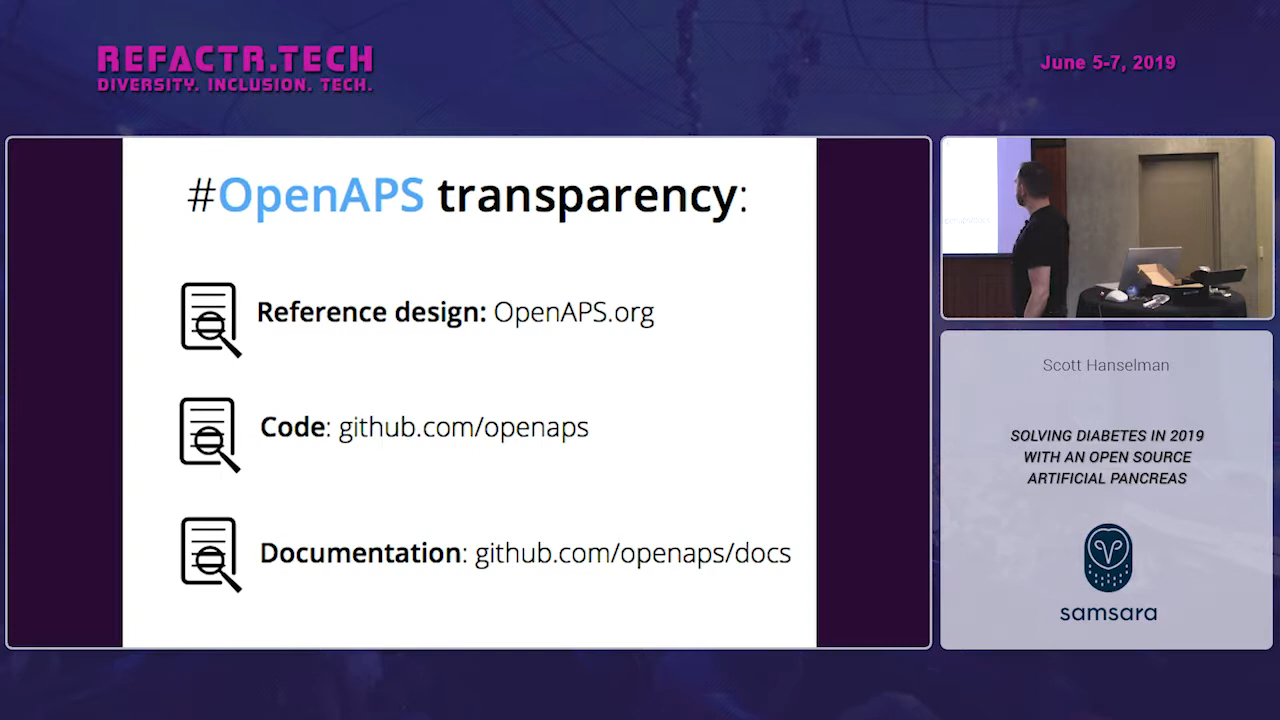 REFACTR.TECH
DIVERSITY. INCLUSION. TECH.
June 5-7, 2019
#OpenAPS transparency:
Reference design: OpenAPS.org
Code: github.com/openaps
Documentation: github.com/openaps/docs
Scott Hanselman
SOLVING DIABETES IN 2019
WITH AN OPEN SOURCE
ARTIFICIAL PANCREAS
samsara